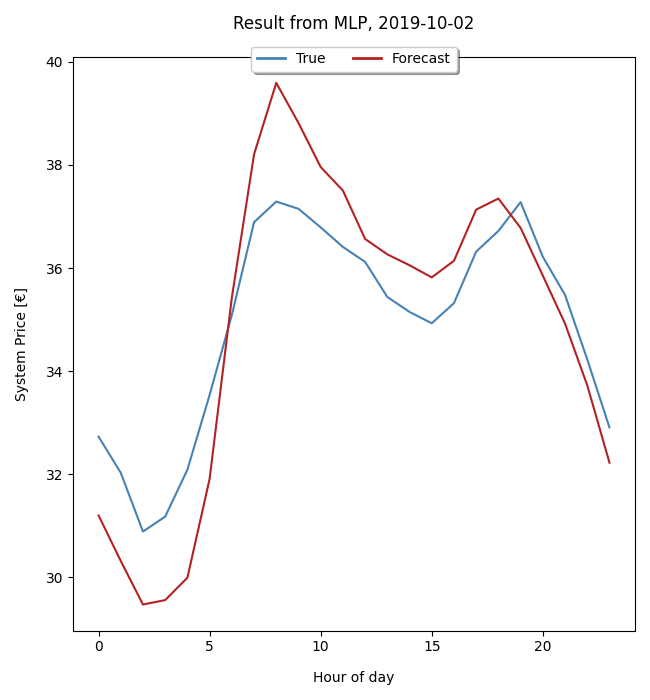 Result from MLP, 2019-10-02
True Forecast
40
38
36
34
32
30
System Price [€]
0 5 10 15 20
Hour of day